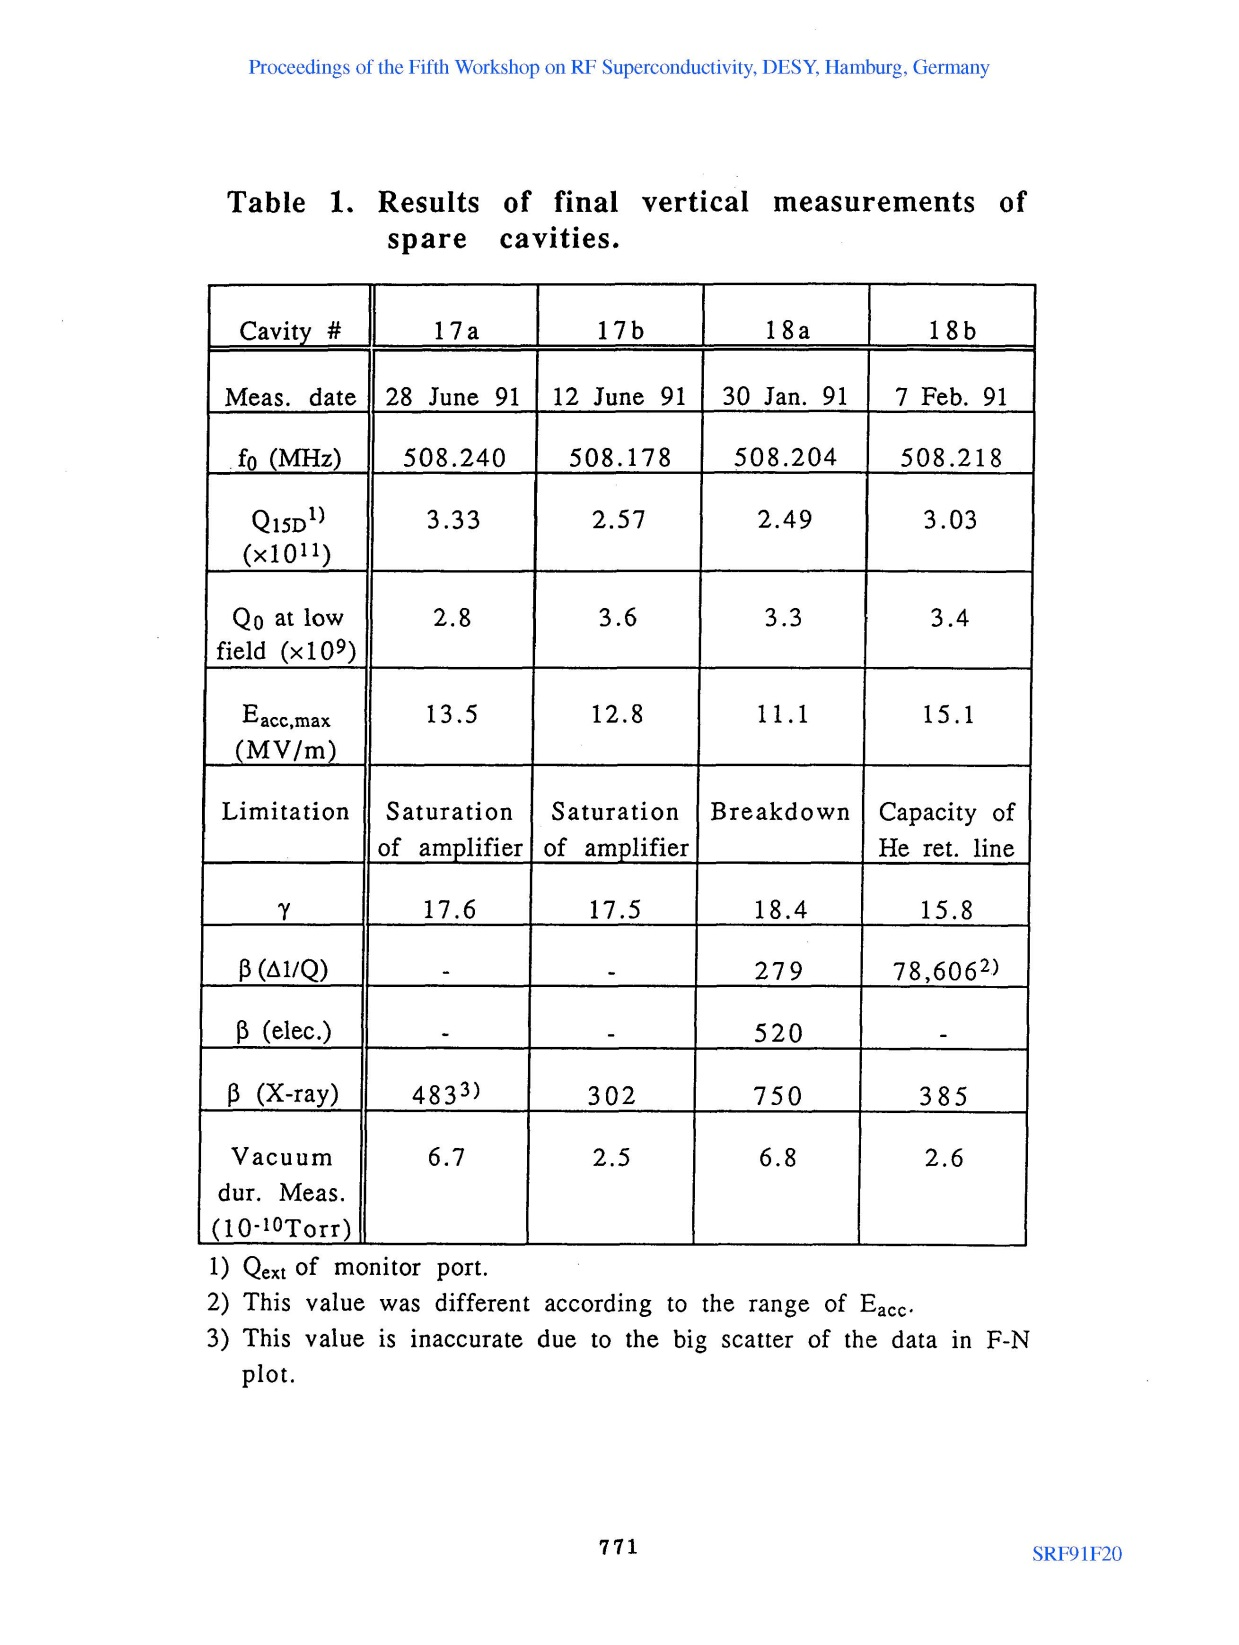 Proceedings of the Fifth Workshop on RF Superconductivity, DESY, Hamburg, Germany
Table 1. Results of final vertical measurements of
spare cavities.
Cavity # 17a 17b 18a 18b
Meas. date 28 June 91 12 June 91 30 Jan. 91 7 Feb. 91
f₀ (MHz) 508.240 508.178 508.204 508.218
Q₁₅D¹⁾ 3.33 2.57 2.49 3.03
(×10¹¹)
Q₀ at low 2.8 3.6 3.3 3.4
field (×10⁹)
Eacc,max 13.5 12.8 11.1 15.1
(MV/m)
Limitation Saturation Saturation Breakdown Capacity of
of amplifier of amplifier He ret. line
γ 17.6 17.5 18.4 15.8
β (Δ1/Q) - - 279 78,606²⁾
β (elec.) - - 520 -
β (X-ray) 483³⁾ 302 750 385
Vacuum 6.7 2.5 6.8 2.6
dur. Meas.
(10⁻¹⁰Torr)
1) Qext of monitor port.
2) This value was different according to the range of Eacc.
3) This value is inaccurate due to the big scatter of the data in F-N
plot.
771
SRF91F20